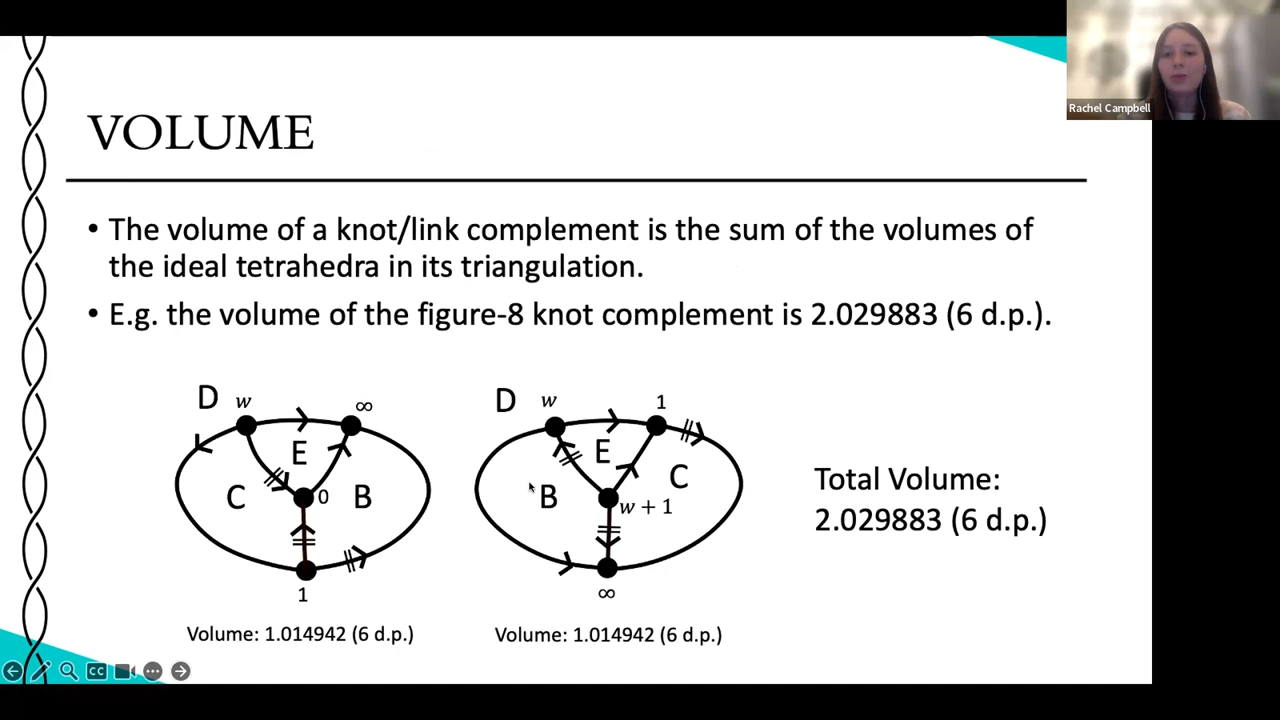 Rachel Campbell
VOLUME
• The volume of a knot/link complement is the sum of the volumes of
the ideal tetrahedra in its triangulation.
• E.g. the volume of the figure-8 knot complement is 2.029883 (6 d.p.).
D w ∞
E
C 0 B
1
Volume: 1.014942 (6 d.p.)
D w 1
E
B w + 1 C
∞
Volume: 1.014942 (6 d.p.)
Total Volume:
2.029883 (6 d.p.)
CC